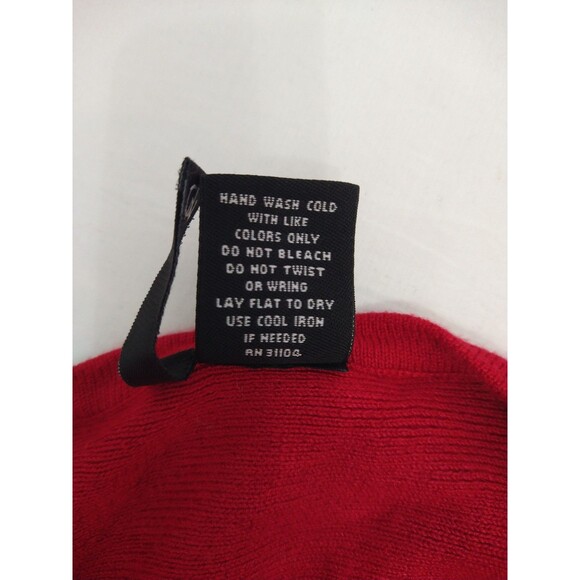 HAND WASH COLD
WITH LIKE
COLORS ONLY
DO NOT BLEACH
DO NOT TWIST
OR WRING
LAY FLAT TO DRY
USE COOL IRON
IF NEEDED
RN 31104